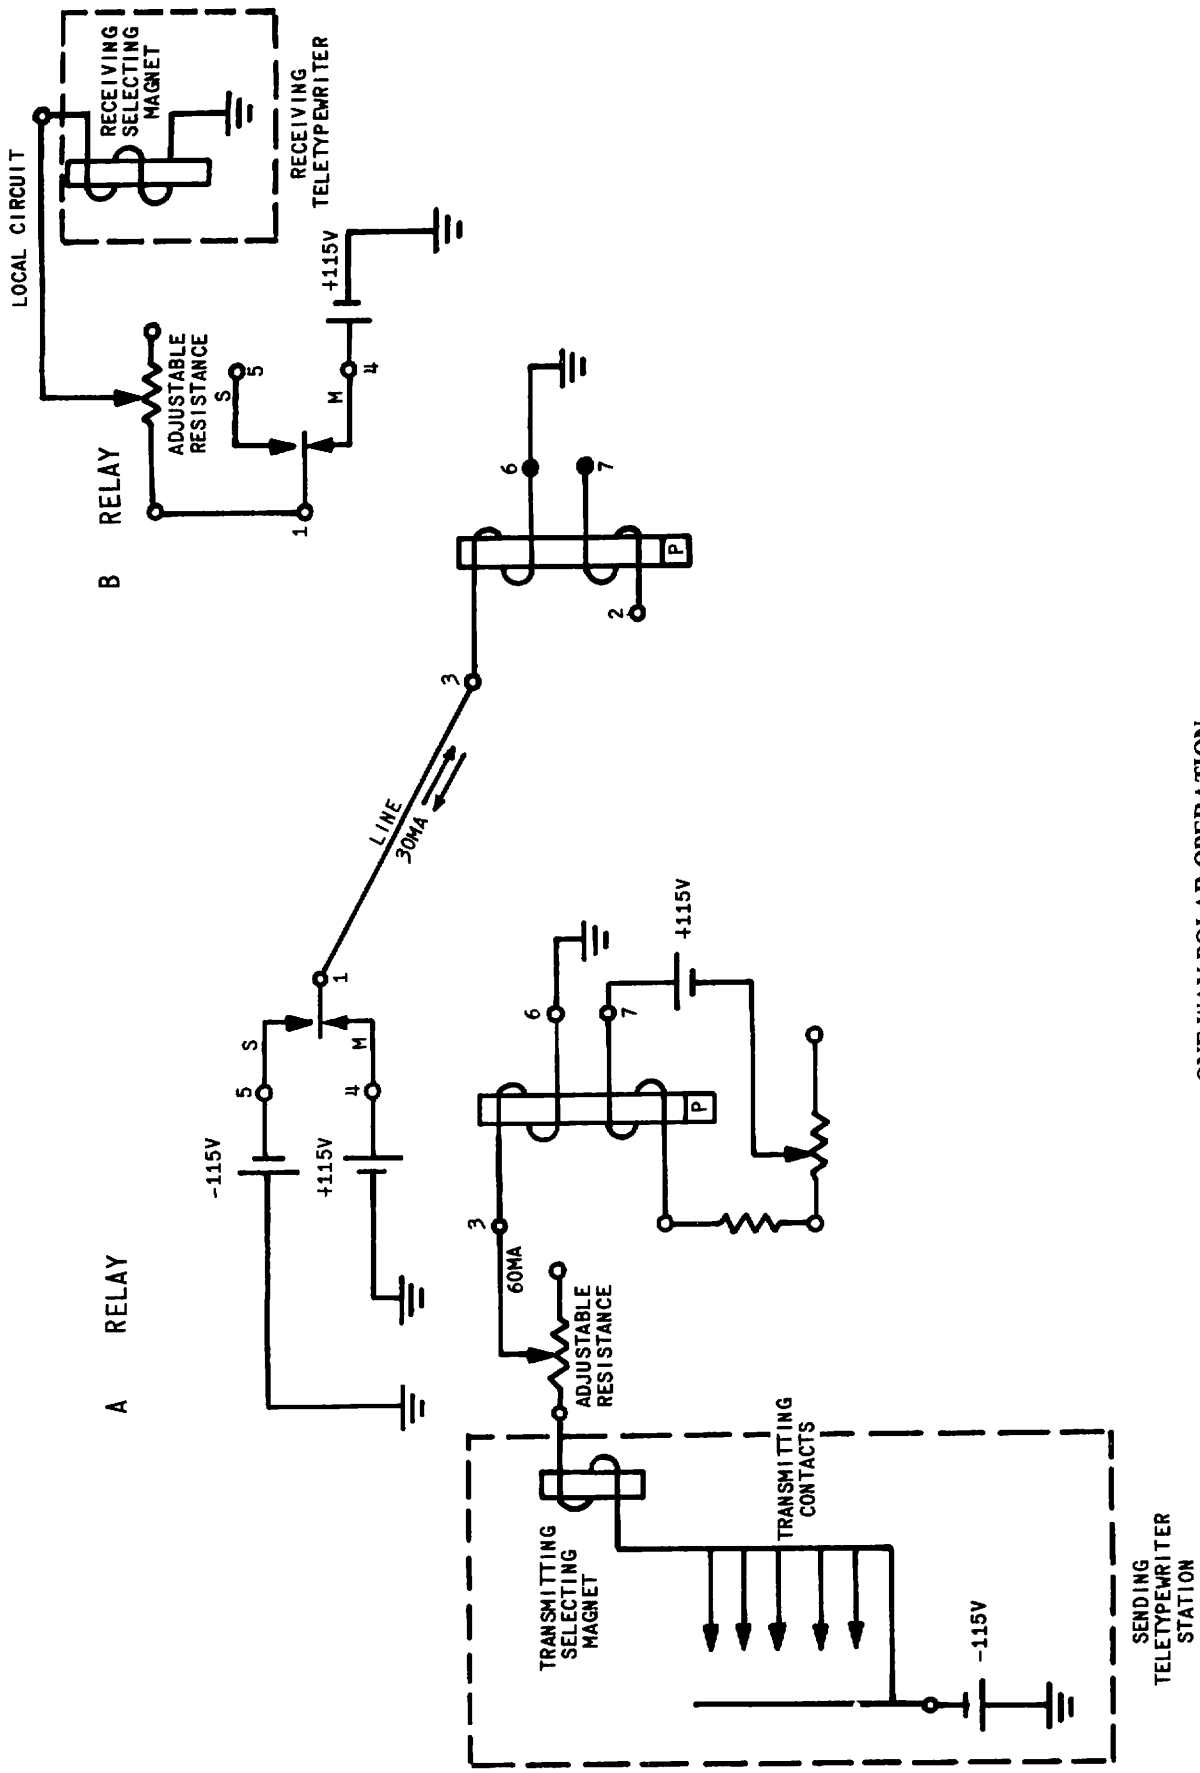 A RELAY
B RELAY
LOCAL CIRCUIT
RECEIVING
SELECTING
MAGNET
RECEIVING
TELETYPEWRITER
ADJUSTABLE
RESISTANCE
S
5
M
4
+115V
1
-115V
5
S
+115V
4
M
1
LINE
30MA
3
6
7
2
P
3
60MA
6
7
P
+115V
ADJUSTABLE
RESISTANCE
TRANSMITTING
SELECTING
MAGNET
TRANSMITTING
CONTACTS
-115V
SENDING
TELETYPEWRITER
STATION